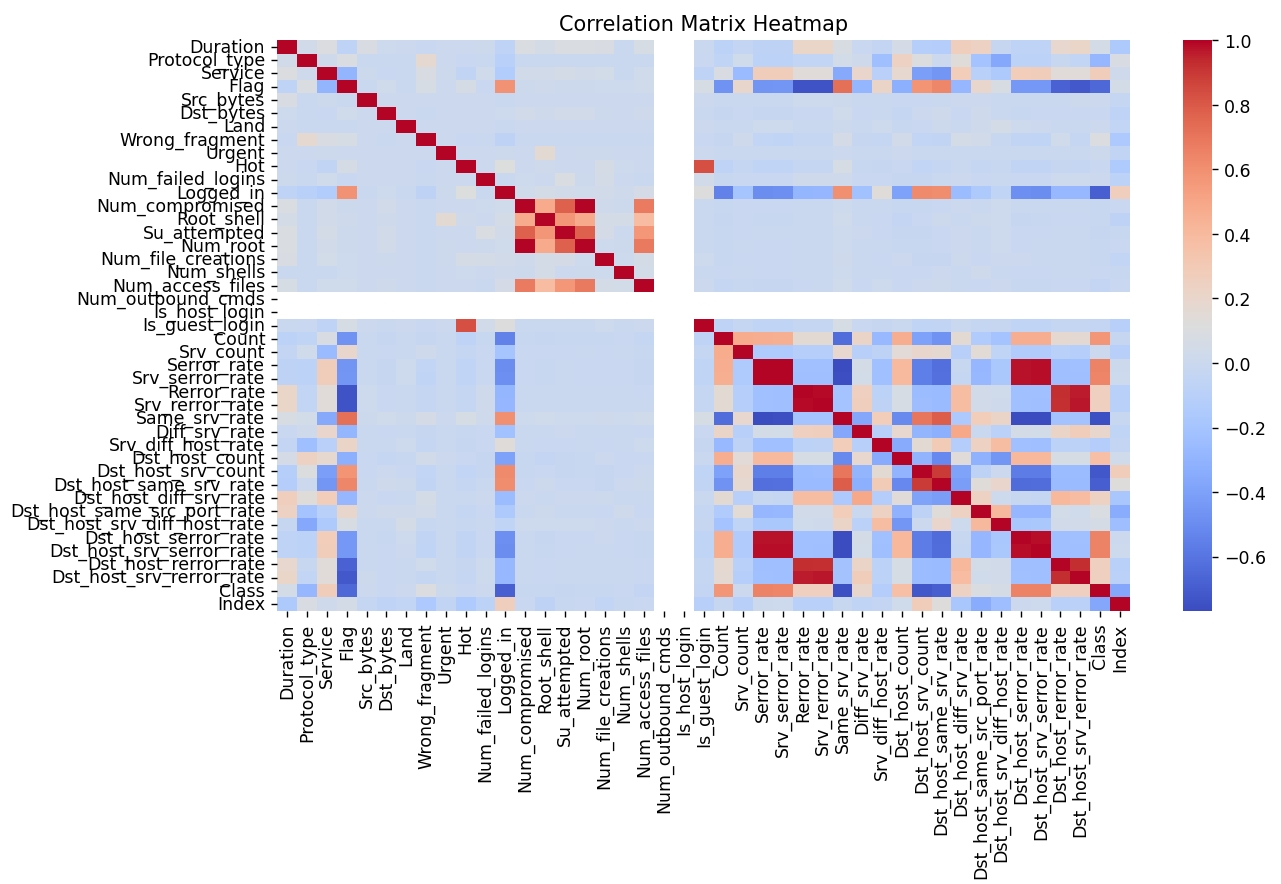 Correlation Matrix Heatmap
Duration
Protocol_type
Service
Flag
Src_bytes
Dst_bytes
Land
Wrong_fragment
Urgent
Hot
Num_failed_logins
Logged_in
Num_compromised
Root_shell
Su_attempted
Num_root
Num_file_creations
Num_shells
Num_access_files
Num_outbound_cmds
Is_host_login
Is_guest_login
Count
Srv_count
Serror_rate
Srv_serror_rate
Rerror_rate
Srv_rerror_rate
Same_srv_rate
Diff_srv_rate
Srv_diff_host_rate
Dst_host_count
Dst_host_srv_count
Dst_host_same_srv_rate
Dst_host_diff_srv_rate
Dst_host_same_src_port_rate
Dst_host_srv_diff_host_rate
Dst_host_serror_rate
Dst_host_srv_serror_rate
Dst_host_rerror_rate
Dst_host_srv_rerror_rate
Class
Index
Duration
Protocol_type
Service
Flag
Src_bytes
Dst_bytes
Land
Wrong_fragment
Urgent
Hot
Num_failed_logins
Logged_in
Num_compromised
Root_shell
Su_attempted
Num_root
Num_file_creations
Num_shells
Num_access_files
Num_outbound_cmds
Is_host_login
Is_guest_login
Count
Srv_count
Serror_rate
Srv_serror_rate
Rerror_rate
Srv_rerror_rate
Same_srv_rate
Diff_srv_rate
Srv_diff_host_rate
Dst_host_count
Dst_host_srv_count
Dst_host_same_srv_rate
Dst_host_diff_srv_rate
Dst_host_same_src_port_rate
Dst_host_srv_diff_host_rate
Dst_host_serror_rate
Dst_host_srv_serror_rate
Dst_host_rerror_rate
Dst_host_srv_rerror_rate
Class
Index
1.0
0.8
0.6
0.4
0.2
0.0
−0.2
−0.4
−0.6